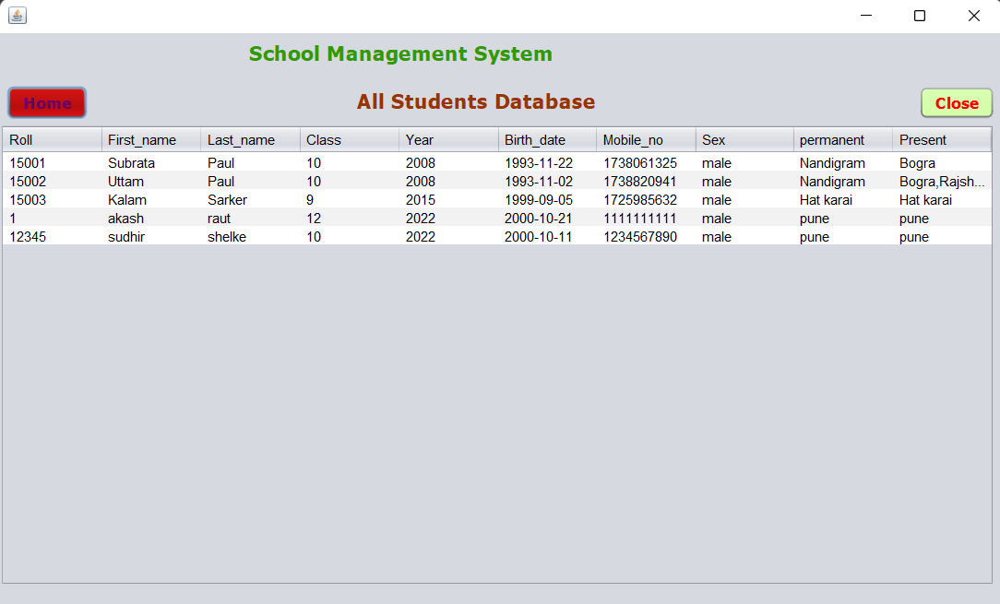 School Management System
Home All Students Database Close
Roll First_name Last_name Class Year Birth_date Mobile_no Sex permanent Present
15001 Subrata Paul 10 2008 1993-11-22 1738061325 male Nandigram Bogra
15002 Uttam Paul 10 2008 1993-11-02 1738820941 male Nandigram Bogra,Rajsh...
15003 Kalam Sarker 9 2015 1999-09-05 1725985632 male Hat karai Hat karai
1 akash raut 12 2022 2000-10-21 1111111111 male pune pune
12345 sudhir shelke 10 2022 2000-10-11 1234567890 male pune pune